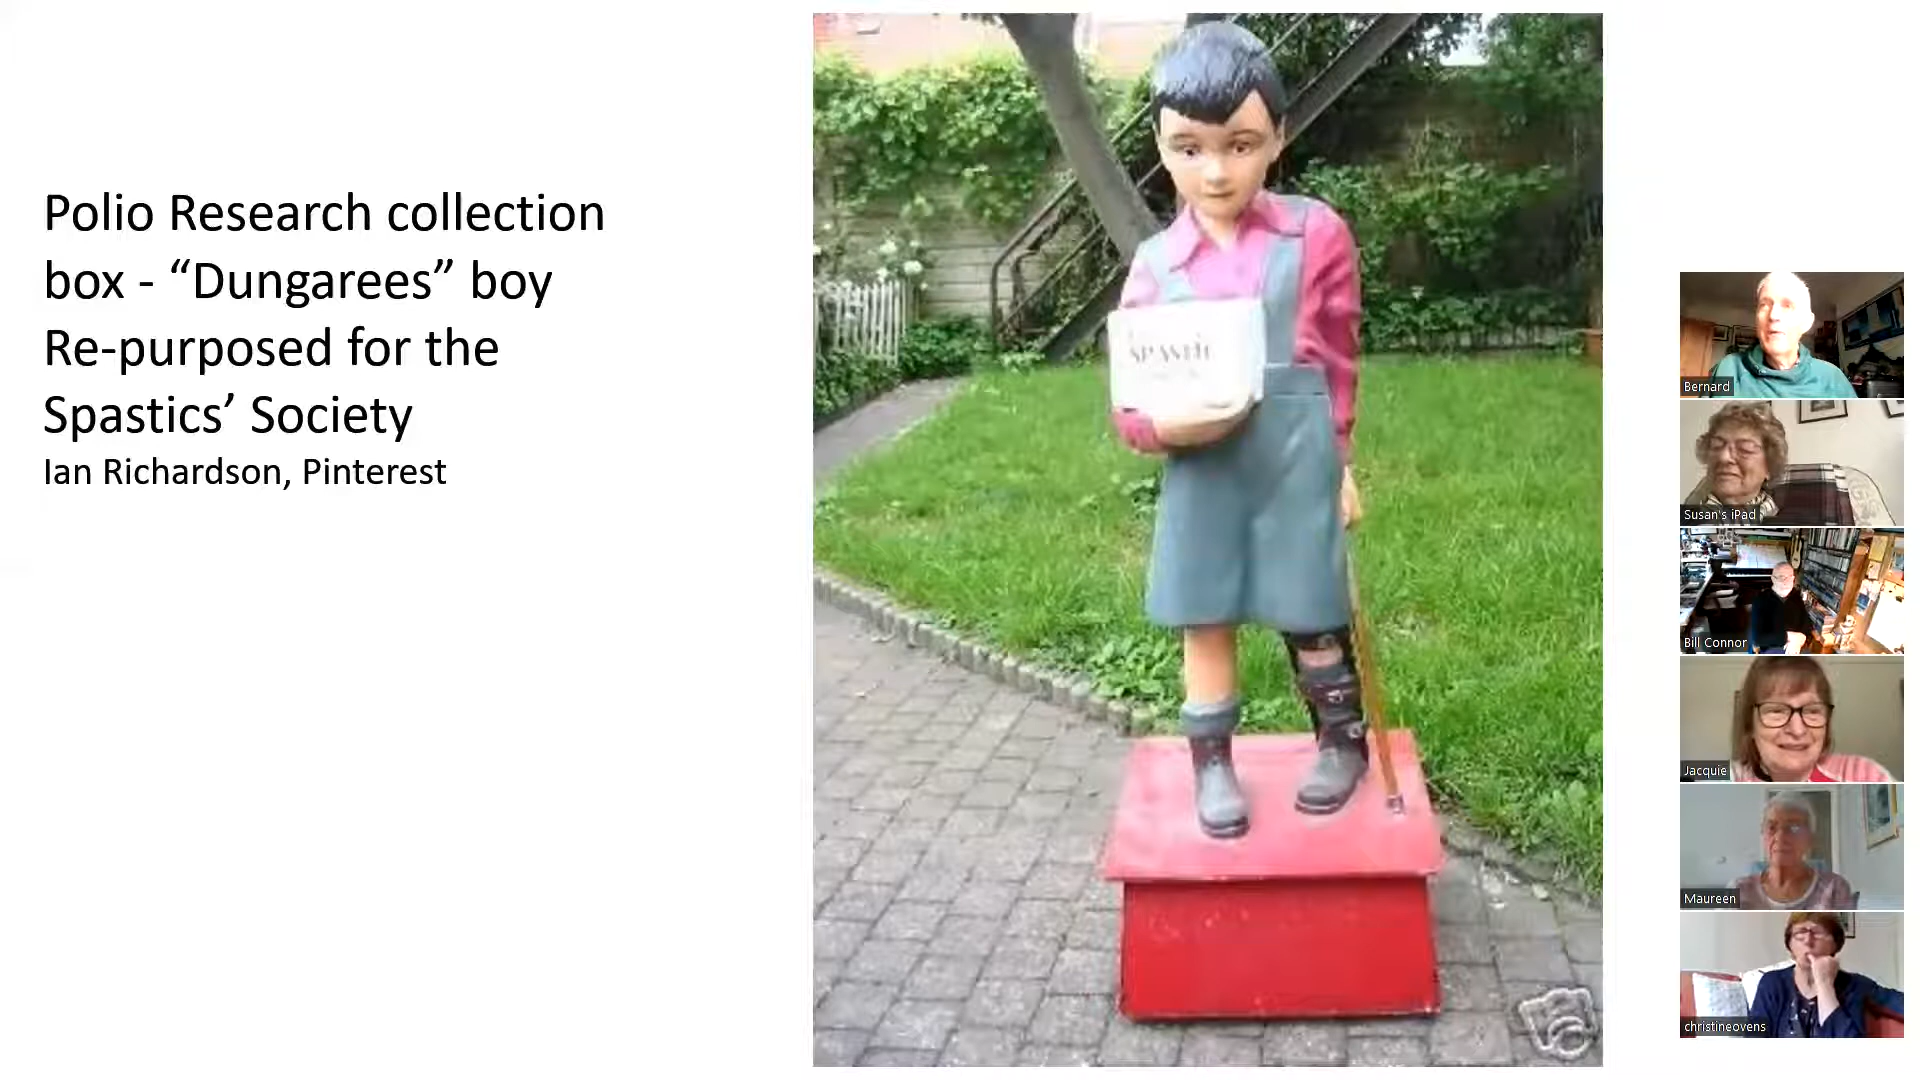 Polio Research collection
box - “Dungarees” boy
Re-purposed for the
Spastics’ Society
Ian Richardson, Pinterest
SPASTIC
Bernard
Susan's iPad
Bill Connor
Jacquie
Maureen
christineovens